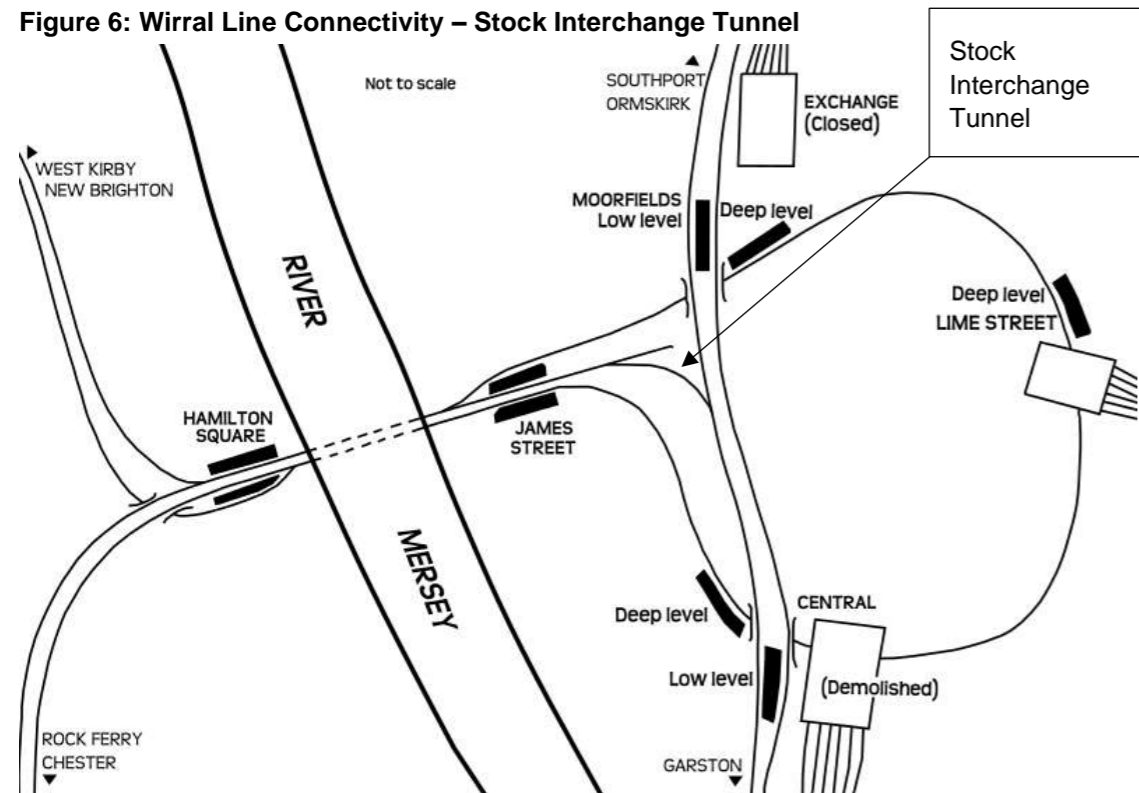 Figure 6: Wirral Line Connectivity – Stock Interchange Tunnel
Stock
Interchange
Tunnel
Not to scale
SOUTHPORT
ORMSKIRK
EXCHANGE
(Closed)
WEST KIRBY
NEW BRIGHTON
MOORFIELDS
Low level
Deep level
RIVER
Deep level
LIME STREET
HAMILTON
SQUARE
JAMES
STREET
MERSEY
Deep level
CENTRAL
Low level
(Demolished)
ROCK FERRY
CHESTER
GARSTON